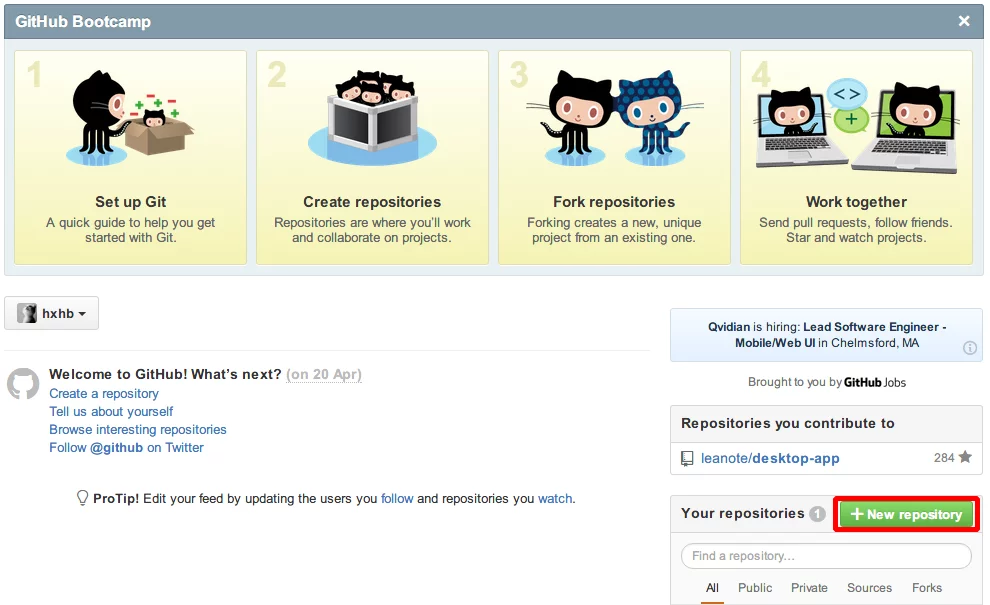 GitHub Bootcamp ×
1
2
3
4
<>
+
Set up Git
A quick guide to help you get
started with Git.
Create repositories
Repositories are where you'll work
and collaborate on projects.
Fork repositories
Forking creates a new, unique
project from an existing one.
Work together
Send pull requests, follow friends.
Star and watch projects.
hxhb
Welcome to GitHub! What's next? (on 20 Apr)
Create a repository
Tell us about yourself
Browse interesting repositories
Follow @github on Twitter
ProTip! Edit your feed by updating the users you follow and repositories you watch.
Qvidian is hiring: Lead Software Engineer -
Mobile/Web UI in Chelmsford, MA
Brought to you by GitHub Jobs
Repositories you contribute to
leanote/desktop-app 284
Your repositories 1 + New repository
Find a repository...
All Public Private Sources Forks